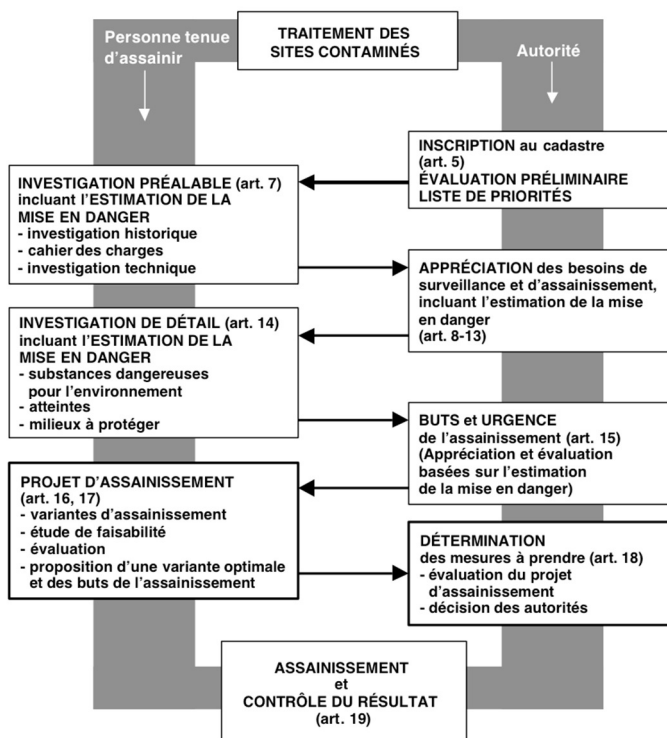 TRAITEMENT DES
SITES CONTAMINÉS
Personne tenue
d'assainir
Autorité
INSCRIPTION au cadastre
(art. 5)
ÉVALUATION PRÉLIMINAIRE
LISTE DE PRIORITÉS
INVESTIGATION PRÉALABLE (art. 7)
incluant l'ESTIMATION DE LA
MISE EN DANGER
- investigation historique
- cahier des charges
- investigation technique
APPRÉCIATION des besoins de
surveillance et d'assainissement,
incluant l'estimation de la mise
en danger
(art. 8-13)
INVESTIGATION DE DÉTAIL (art. 14)
incluant l'ESTIMATION DE LA
MISE EN DANGER
- substances dangereuses
pour l'environnement
- atteintes
- milieux à protéger
BUTS et URGENCE
de l'assainissement (art. 15)
(Appréciation et évaluation
basées sur l'estimation
de la mise en danger)
PROJET D'ASSAINISSEMENT
(art. 16, 17)
- variantes d'assainissement
- étude de faisabilité
- évaluation
- proposition d'une variante optimale
et des buts de l'assainissement
DÉTERMINATION
des mesures à prendre (art. 18)
- évaluation du projet
d'assainissement
- décision des autorités
ASSAINISSEMENT
et
CONTRÔLE DU RÉSULTAT
(art. 19)